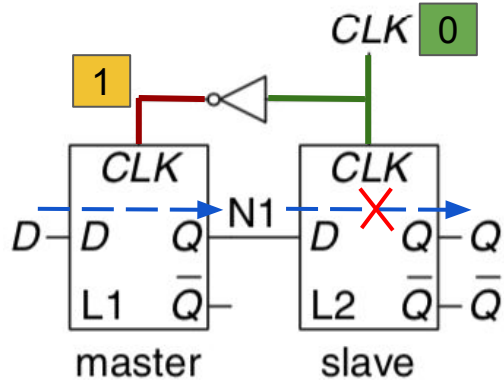 CLK 0
1
CLK CLK
N1
D D Q D Q Q
L1 Q̅ L2 Q̅ Q̅
master slave